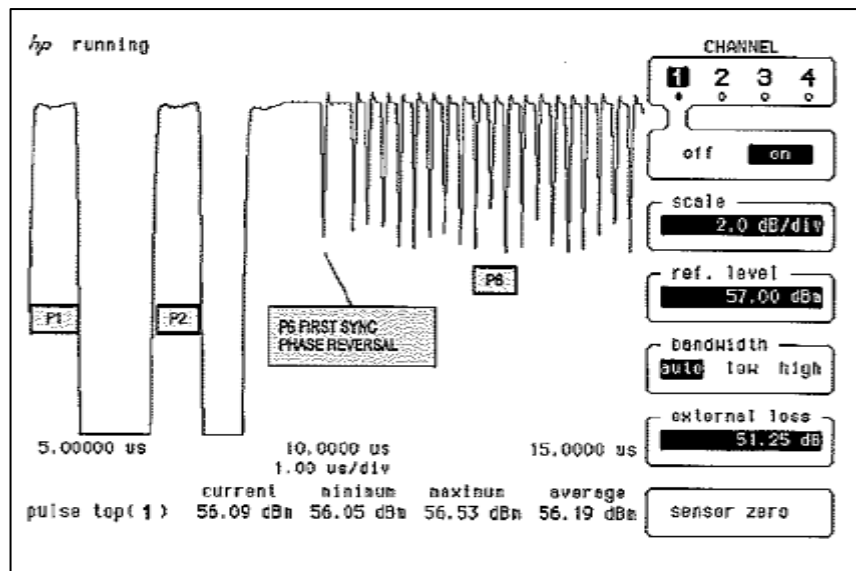 hp running
CHANNEL
1 2 3 4
off on
scale
2.0 dB/div
ref. level
57.00 dBm
P6
P1
P2
P6 FIRST SYNC
PHASE REVERSAL
bandwidth
auto low high
external loss
51.25 dB
5.00000 us 10.0000 us 15.0000 us
1.00 us/div
current minimum maximum average
pulse top(1) 56.09 dBm 56.05 dBm 56.53 dBm 56.19 dBm
sensor zero